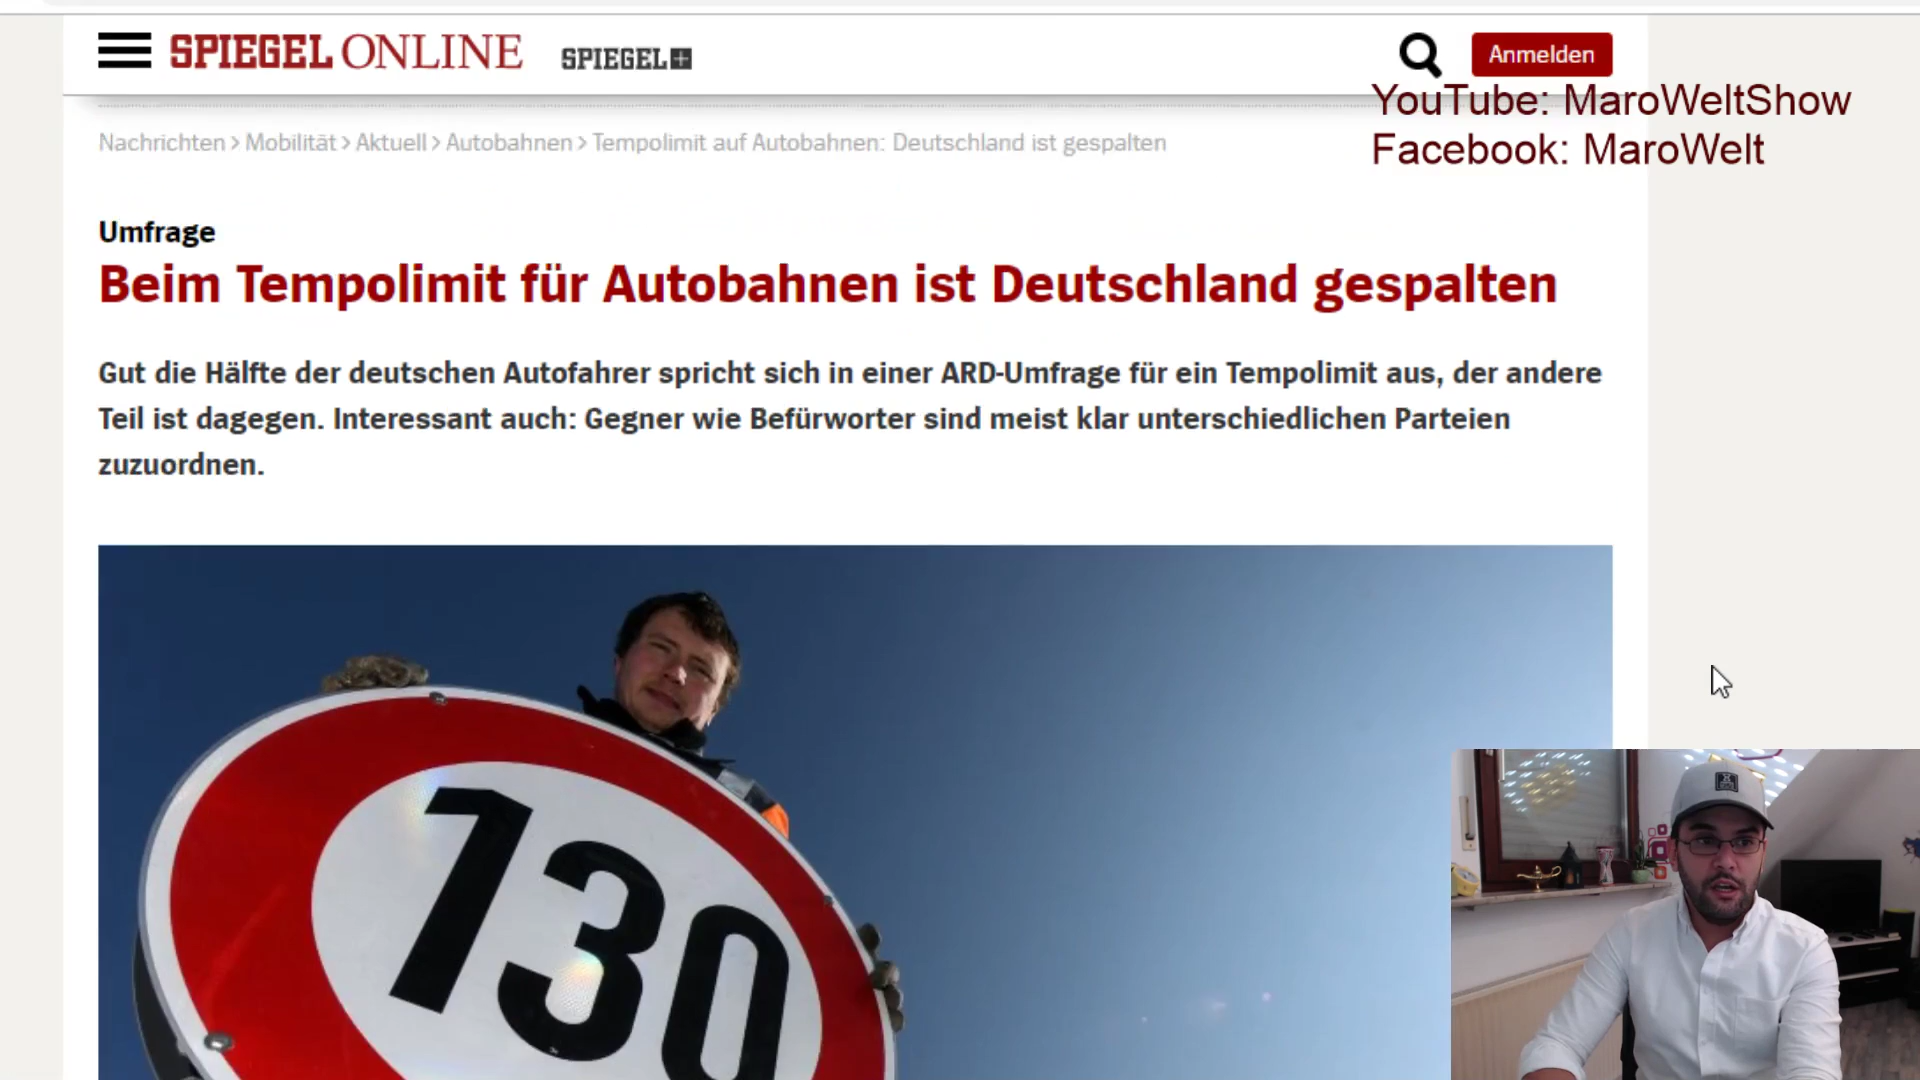 SPIEGEL ONLINE SPIEGEL+ Anmelden
YouTube: MaroWeltShow
Facebook: MaroWelt
Nachrichten > Mobilität > Aktuell > Autobahnen > Tempolimit auf Autobahnen: Deutschland ist gespalten
Umfrage
Beim Tempolimit für Autobahnen ist Deutschland gespalten
Gut die Hälfte der deutschen Autofahrer spricht sich in einer ARD-Umfrage für ein Tempolimit aus, der andere
Teil ist dagegen. Interessant auch: Gegner wie Befürworter sind meist klar unterschiedlichen Parteien
zuzuordnen.
130